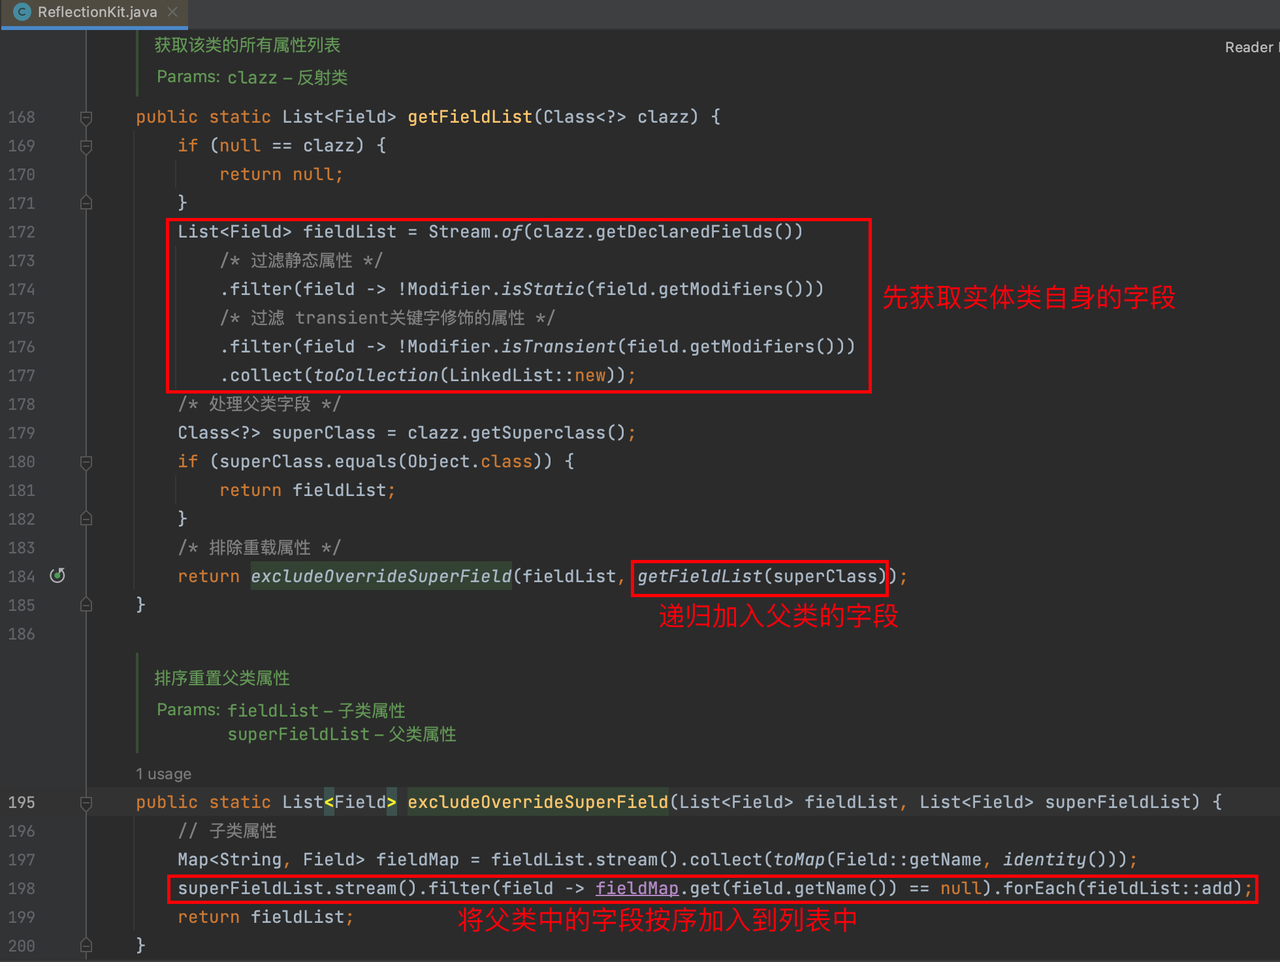 ReflectionKit.java
获取该类的所有属性列表
Reader
Params: clazz – 反射类
168 public static List<Field> getFieldList(Class<?> clazz) {
169 if (null == clazz) {
170 return null;
171 }
172 List<Field> fieldList = Stream.of(clazz.getDeclaredFields())
173 /* 过滤静态属性 */
174 .filter(field -> !Modifier.isStatic(field.getModifiers()))
先获取实体类自身的字段
175 /* 过滤 transient关键字修饰的属性 */
176 .filter(field -> !Modifier.isTransient(field.getModifiers()))
177 .collect(toCollection(LinkedList::new));
178 /* 处理父类字段 */
179 Class<?> superClass = clazz.getSuperclass();
180 if (superClass.equals(Object.class)) {
181 return fieldList;
182 }
183 /* 排除重载属性 */
184 return excludeOverrideSuperField(fieldList, getFieldList(superClass));
185 }
递归加入父类的字段
186
排序重置父类属性
Params: fieldList – 子类属性
superFieldList – 父类属性
1 usage
195 public static List<Field> excludeOverrideSuperField(List<Field> fieldList, List<Field> superFieldList) {
196 // 子类属性
197 Map<String, Field> fieldMap = fieldList.stream().collect(toMap(Field::getName, identity()));
198 superFieldList.stream().filter(field -> fieldMap.get(field.getName()) == null).forEach(fieldList::add);
199 return fieldList;
将父类中的字段按序加入到列表中
200 }